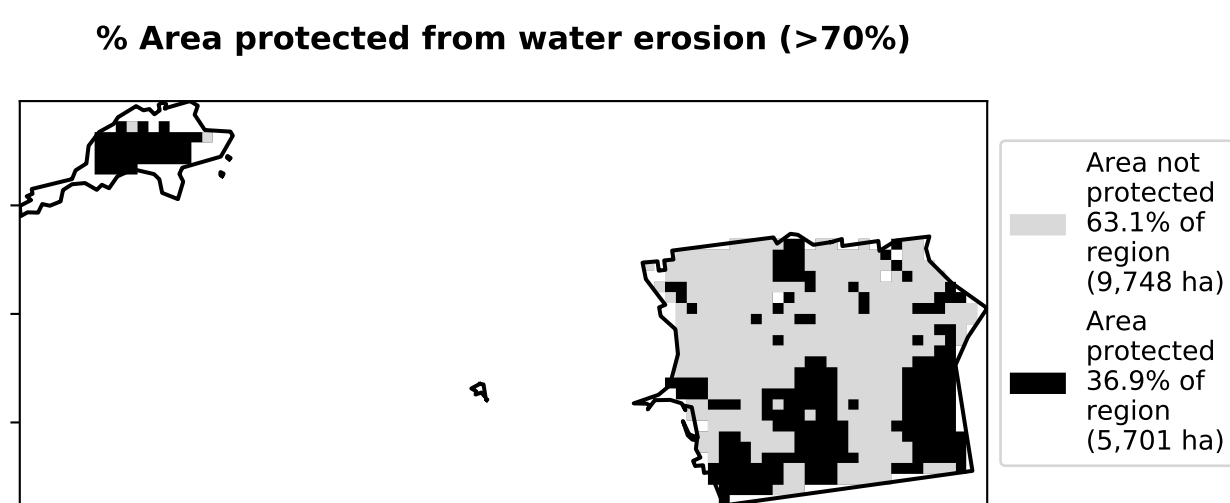 % Area protected from water erosion (>70%)
Area not
protected
63.1% of
region
(9,748 ha)
Area
protected
36.9% of
region
(5,701 ha)